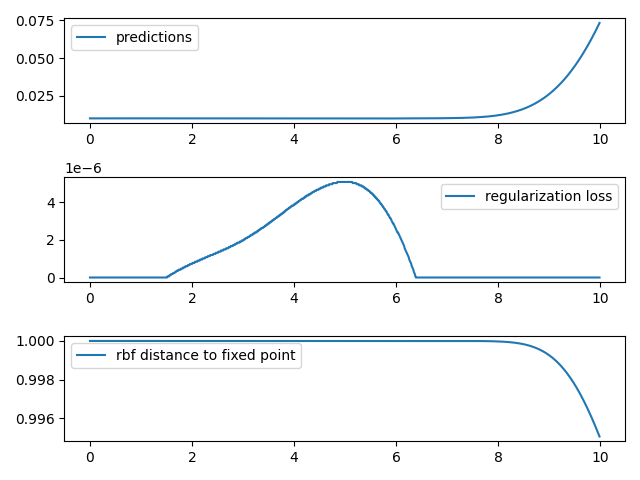 0.075
0.050
0.025
predictions
0 2 4 6 8 10
1e−6
4
2
0
regularization loss
0 2 4 6 8 10
1.000
0.998
0.996
rbf distance to fixed point
0 2 4 6 8 10